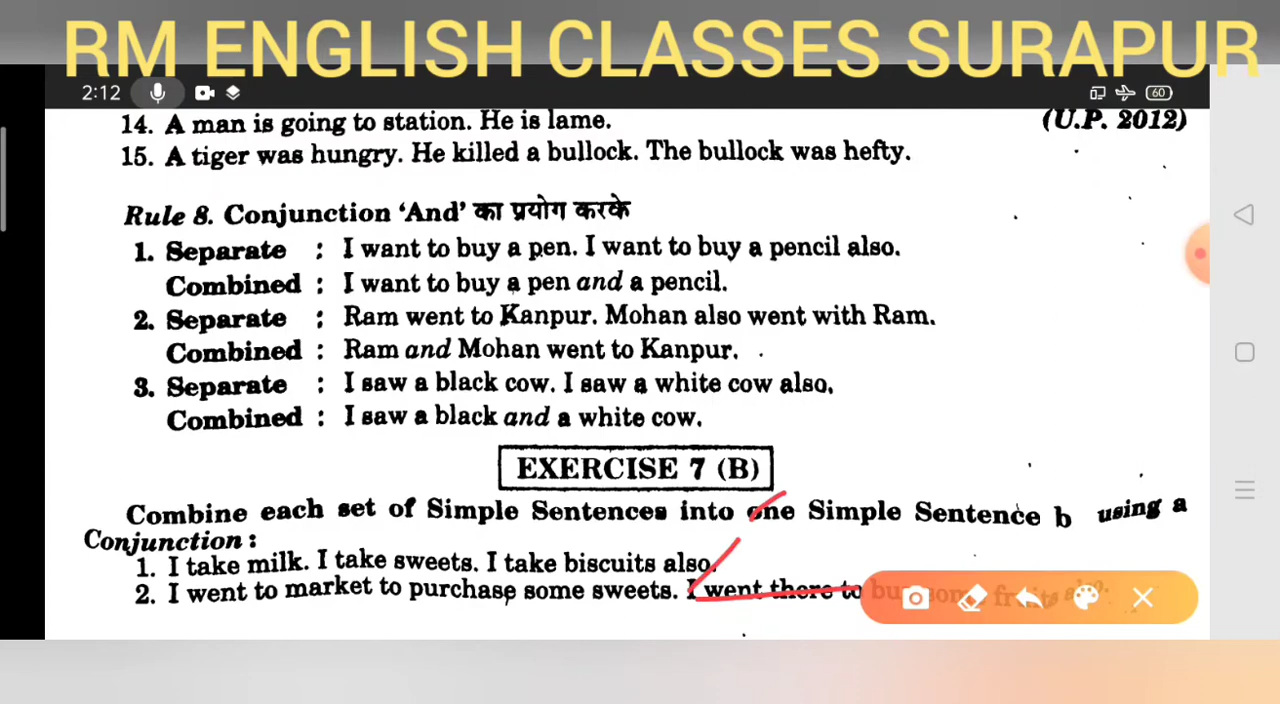 RM ENGLISH CLASSES SURAPUR
2:12 60
14. A man is going to station. He is lame. (U.P. 2012)
15. A tiger was hungry. He killed a bullock. The bullock was hefty.
Rule 8. Conjunction 'And' का प्रयोग करके
1. Separate : I want to buy a pen. I want to buy a pencil also.
Combined : I want to buy a pen and a pencil.
2. Separate : Ram went to Kanpur. Mohan also went with Ram.
Combined : Ram and Mohan went to Kanpur.
3. Separate : I saw a black cow. I saw a white cow also.
Combined : I saw a black and a white cow.
EXERCISE 7 (B)
Combine each set of Simple Sentences into one Simple Sentence b using a
Conjunction :
1. I take milk. I take sweets. I take biscuits also.
2. I went to market to purchase some sweets. I went there to buy some fruits also.